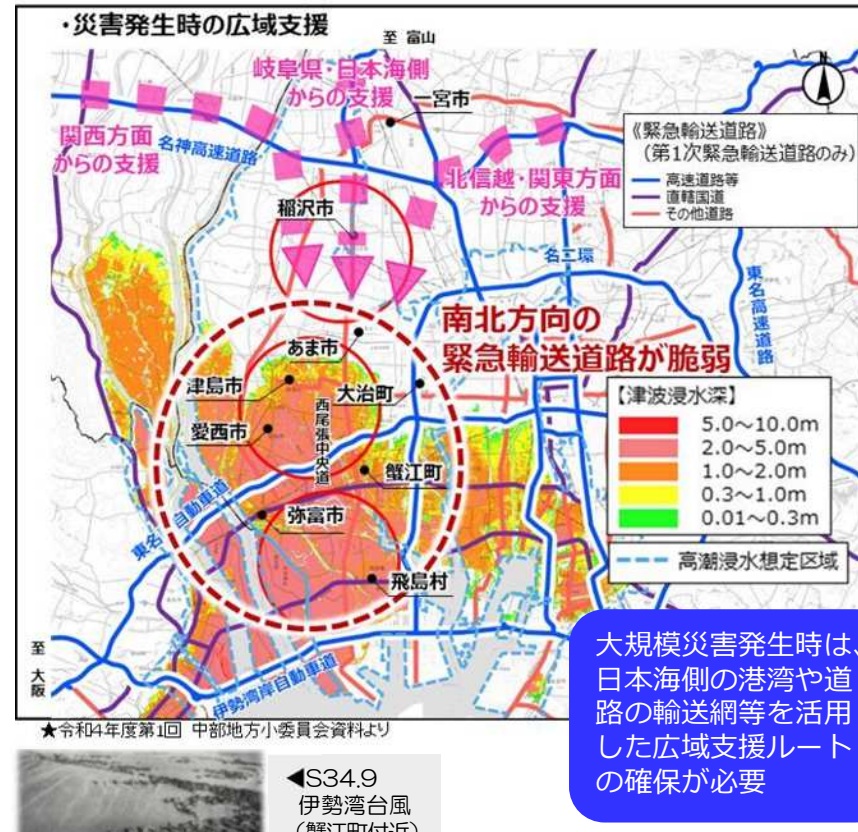 ・災害発生時の広域支援
至 富山
岐阜県・日本海側
からの支援
一宮市
N
《緊急輸送道路》
(第1次緊急輸送道路のみ)
高速道路等
直轄国道
その他道路
関西方面
からの支援
名神高速道路
北信越・関東方面
からの支援
稲沢市
名二環
東名高速道路
南北方向の
緊急輸送道路が脆弱
あま市
津島市
大治町
愛西市
西尾張中央道
蟹江町
【津波浸水深】
5.0～10.0m
2.0～5.0m
1.0～2.0m
0.3～1.0m
0.01～0.3m
高潮浸水想定区域
東名
自動車道
弥富市
飛島村
至 大阪
伊勢湾岸自動車道
大規模災害発生時は、
日本海側の港湾や道
路の輸送網等を活用
した広域支援ルート
の確保が必要
★令和4年度第1回 中部地方小委員会資料より
◀S34.9
伊勢湾台風
(蟹江町付近)